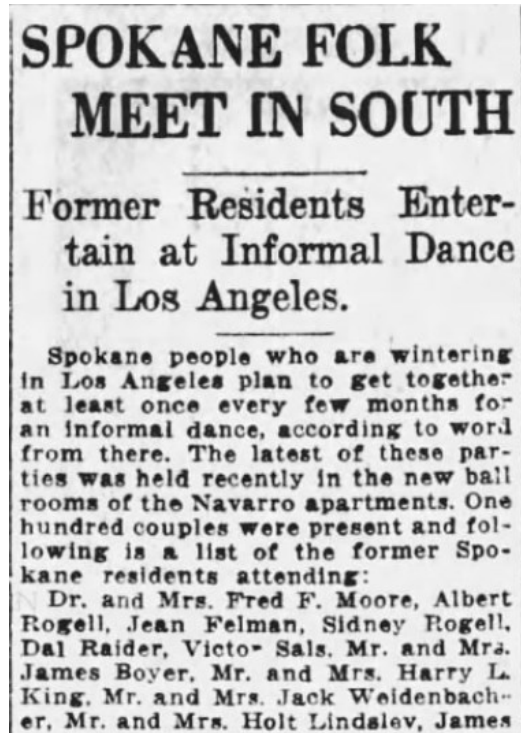 SPOKANE FOLK
MEET IN SOUTH
Former Residents Enter-
tain at Informal Dance
in Los Angeles.
Spokane people who are wintering
in Los Angeles plan to get together
at least once every few months for
an informal dance, according to word
from there. The latest of these par-
ties was held recently in the new ball
rooms of the Navarro apartments. One
hundred couples were present and fol-
lowing is a list of the former Spo-
kane residents attending:
Dr. and Mrs. Fred F. Moore, Albert
Rogell, Jean Felman, Sidney Rogell,
Dal Raider, Victor Sals, Mr. and Mrs.
James Boyer, Mr. and Mrs. Harry L.
King, Mr. and Mrs. Jack Weidenbach-
er, Mr. and Mrs. Holt Lindsley, James